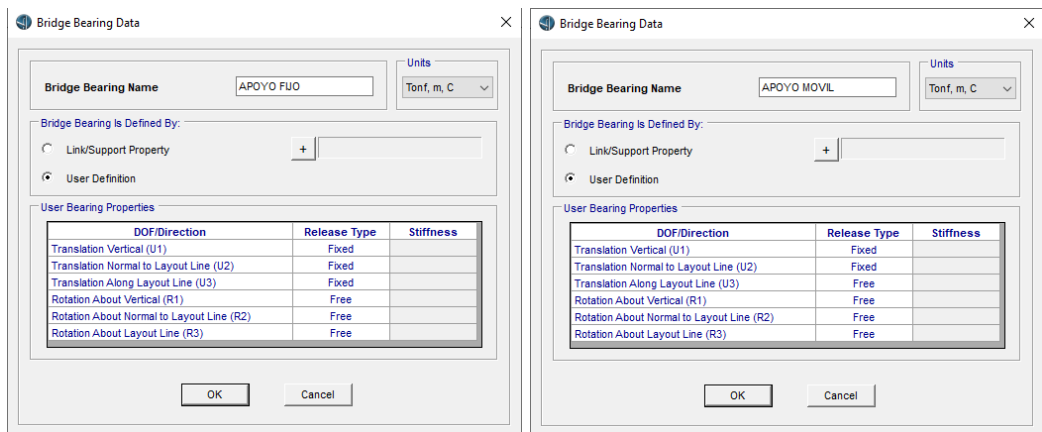 Bridge Bearing Data
Units
Bridge Bearing Name APOYO FIJO Tonf, m, C
Bridge Bearing Is Defined By:
Link/Support Property +
User Definition
User Bearing Properties
DOF/Direction Release Type Stiffness
Translation Vertical (U1) Fixed
Translation Normal to Layout Line (U2) Fixed
Translation Along Layout Line (U3) Fixed
Rotation About Vertical (R1) Free
Rotation About Normal to Layout Line (R2) Free
Rotation About Layout Line (R3) Free
OK Cancel
Bridge Bearing Data
Units
Bridge Bearing Name APOYO MOVIL Tonf, m, C
Bridge Bearing Is Defined By:
Link/Support Property +
User Definition
User Bearing Properties
DOF/Direction Release Type Stiffness
Translation Vertical (U1) Fixed
Translation Normal to Layout Line (U2) Fixed
Translation Along Layout Line (U3) Free
Rotation About Vertical (R1) Free
Rotation About Normal to Layout Line (R2) Free
Rotation About Layout Line (R3) Free
OK Cancel